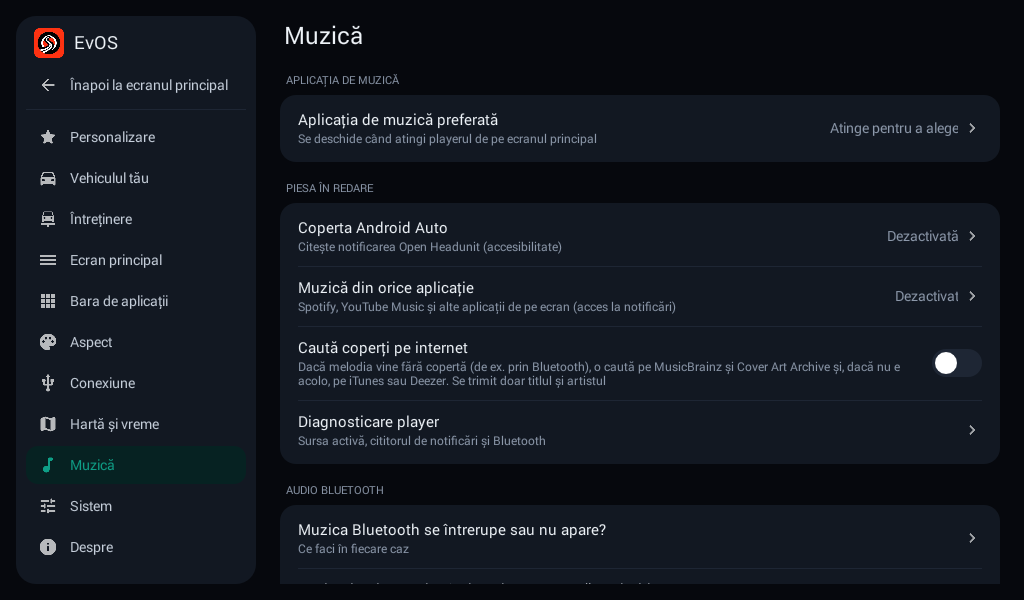 EvOS
Înapoi la ecranul principal
Personalizare
Vehiculul tău
Întreținere
Ecran principal
Bara de aplicații
Aspect
Conexiune
Hartă și vreme
Muzică
Sistem
Despre
Muzică
APLICAȚIA DE MUZICĂ
Aplicația de muzică preferată
Se deschide când atingi playerul de pe ecranul principal
Atinge pentru a alege
PIESA ÎN REDARE
Coperta Android Auto
Citește notificarea Open Headunit (accesibilitate)
Dezactivată
Muzică din orice aplicație
Spotify, YouTube Music și alte aplicații de pe ecran (acces la notificări)
Dezactivat
Caută coperți pe internet
Dacă melodia vine fără copertă (de ex. prin Bluetooth), o caută pe MusicBrainz și Cover Art Archive și, dacă nu e
acolo, pe iTunes sau Deezer. Se trimit doar titlul și artistul
Diagnosticare player
Sursa activă, cititorul de notificări și Bluetooth
AUDIO BLUETOOTH
Muzica Bluetooth se întrerupe sau nu apare?
Ce faci în fiecare caz